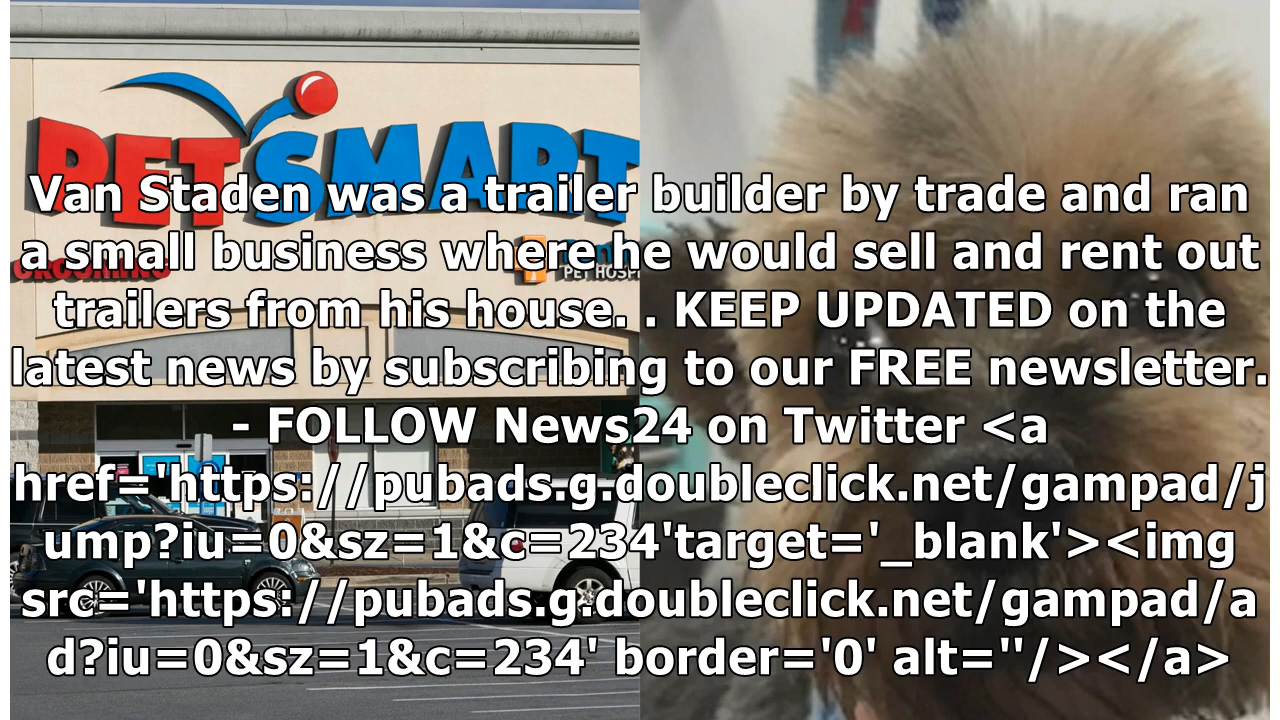 PETSMART
GROOMING
PET HOSPI
Van Staden was a trailer builder by trade and ran
a small business where he would sell and rent out
trailers from his house. . KEEP UPDATED on the
latest news by subscribing to our FREE newsletter.
- FOLLOW News24 on Twitter <a
href='https://pubads.g.doubleclick.net/gampad/j
ump?iu=0&sz=1&c=234'target='_blank'><img
src='https://pubads.g.doubleclick.net/gampad/a
d?iu=0&sz=1&c=234' border='0' alt=''/></a>